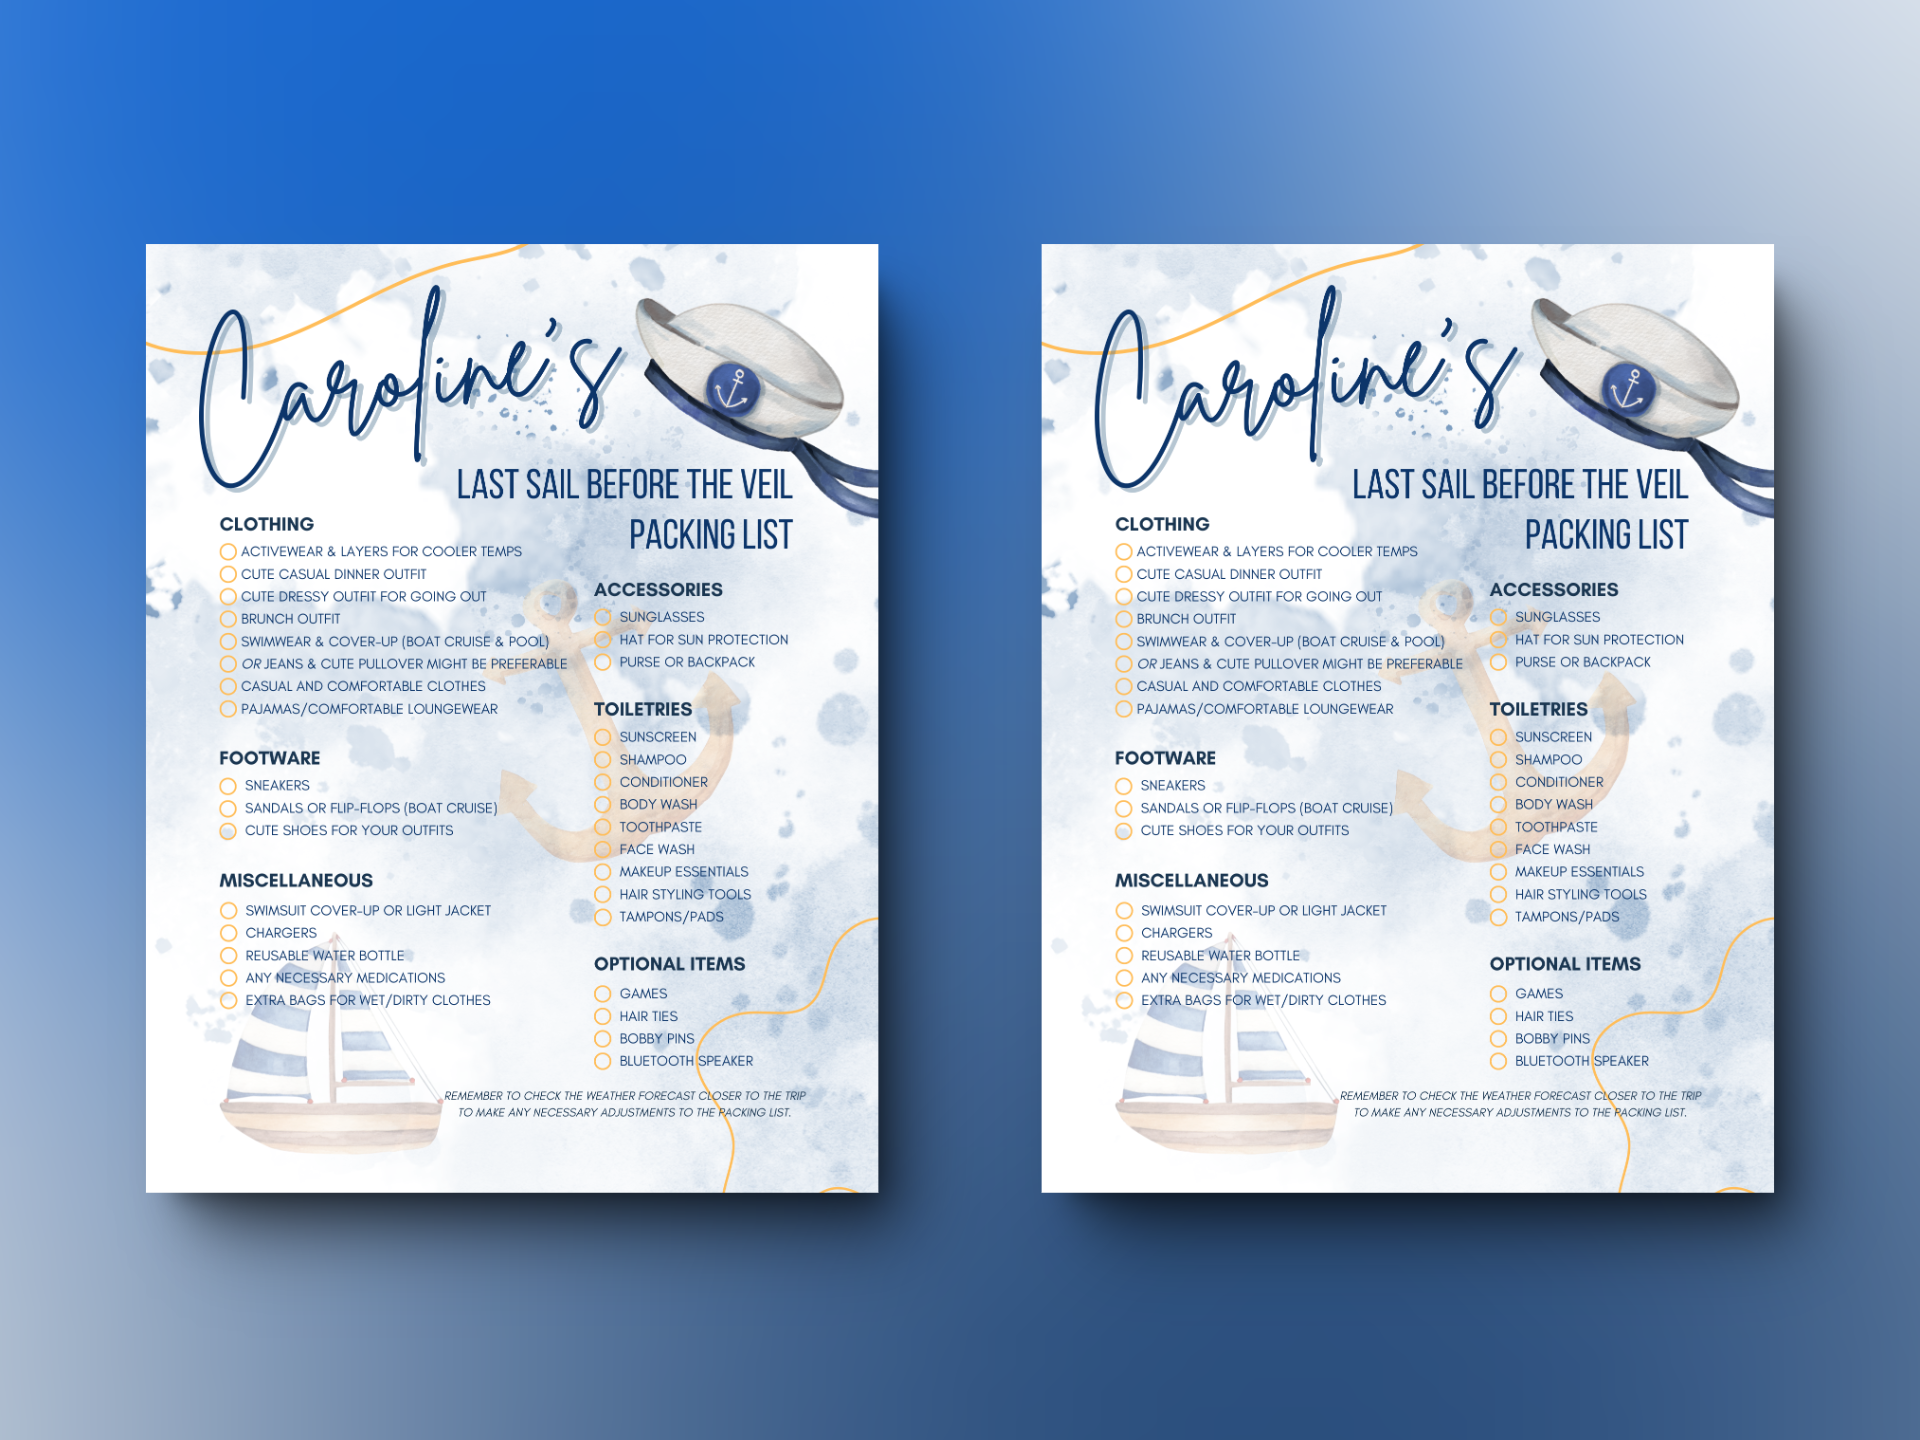 Caroline's
LAST SAIL BEFORE THE VEIL
PACKING LIST
CLOTHING
ACTIVEWEAR & LAYERS FOR COOLER TEMPS
CUTE CASUAL DINNER OUTFIT
CUTE DRESSY OUTFIT FOR GOING OUT
BRUNCH OUTFIT
SWIMWEAR & COVER-UP (BOAT CRUISE & POOL)
OR JEANS & CUTE PULLOVER MIGHT BE PREFERABLE
CASUAL AND COMFORTABLE CLOTHES
PAJAMAS/COMFORTABLE LOUNGEWEAR
FOOTWARE
SNEAKERS
SANDALS OR FLIP-FLOPS (BOAT CRUISE)
CUTE SHOES FOR YOUR OUTFITS
MISCELLANEOUS
SWIMSUIT COVER-UP OR LIGHT JACKET
CHARGERS
REUSABLE WATER BOTTLE
ANY NECESSARY MEDICATIONS
EXTRA BAGS FOR WET/DIRTY CLOTHES
ACCESSORIES
SUNGLASSES
HAT FOR SUN PROTECTION
PURSE OR BACKPACK
TOILETRIES
SUNSCREEN
SHAMPOO
CONDITIONER
BODY WASH
TOOTHPASTE
FACE WASH
MAKEUP ESSENTIALS
HAIR STYLING TOOLS
TAMPONS/PADS
OPTIONAL ITEMS
GAMES
HAIR TIES
BOBBY PINS
BLUETOOTH SPEAKER
REMEMBER TO CHECK THE WEATHER FORECAST CLOSER TO THE TRIP
TO MAKE ANY NECESSARY ADJUSTMENTS TO THE PACKING LIST.
Caroline's
LAST SAIL BEFORE THE VEIL
PACKING LIST
CLOTHING
ACTIVEWEAR & LAYERS FOR COOLER TEMPS
CUTE CASUAL DINNER OUTFIT
CUTE DRESSY OUTFIT FOR GOING OUT
BRUNCH OUTFIT
SWIMWEAR & COVER-UP (BOAT CRUISE & POOL)
OR JEANS & CUTE PULLOVER MIGHT BE PREFERABLE
CASUAL AND COMFORTABLE CLOTHES
PAJAMAS/COMFORTABLE LOUNGEWEAR
FOOTWARE
SNEAKERS
SANDALS OR FLIP-FLOPS (BOAT CRUISE)
CUTE SHOES FOR YOUR OUTFITS
MISCELLANEOUS
SWIMSUIT COVER-UP OR LIGHT JACKET
CHARGERS
REUSABLE WATER BOTTLE
ANY NECESSARY MEDICATIONS
EXTRA BAGS FOR WET/DIRTY CLOTHES
ACCESSORIES
SUNGLASSES
HAT FOR SUN PROTECTION
PURSE OR BACKPACK
TOILETRIES
SUNSCREEN
SHAMPOO
CONDITIONER
BODY WASH
TOOTHPASTE
FACE WASH
MAKEUP ESSENTIALS
HAIR STYLING TOOLS
TAMPONS/PADS
OPTIONAL ITEMS
GAMES
HAIR TIES
BOBBY PINS
BLUETOOTH SPEAKER
REMEMBER TO CHECK THE WEATHER FORECAST CLOSER TO THE TRIP
TO MAKE ANY NECESSARY ADJUSTMENTS TO THE PACKING LIST.